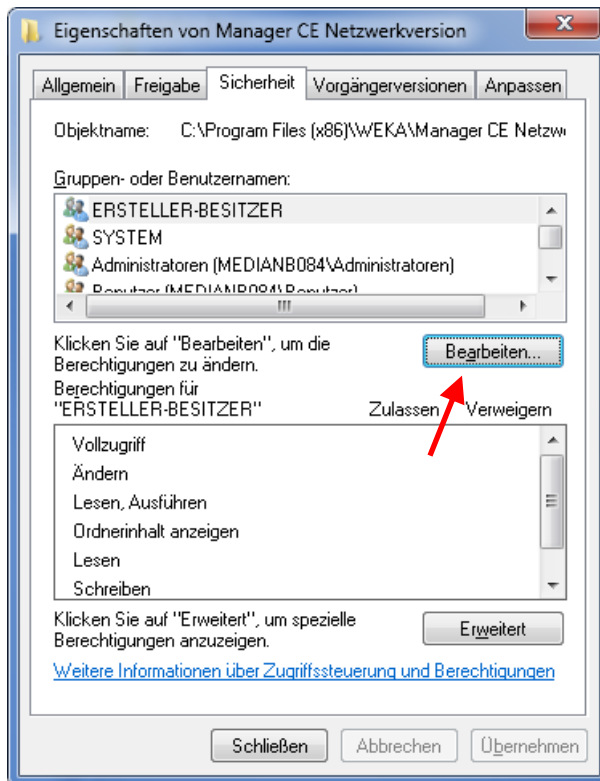 Eigenschaften von Manager CE Netzwerkversion
Allgemein Freigabe Sicherheit Vorgängerversionen Anpassen
Objektname: C:\Program Files (x86)\WEKA\Manager CE Netzw
Gruppen- oder Benutzernamen:
ERSTELLER-BESITZER
SYSTEM
Administratoren (MEDIANB084\Administratoren)
Benutzer (MEDIANB084\Benutzer)
Klicken Sie auf "Bearbeiten", um die
Berechtigungen zu ändern.
Bearbeiten...
Berechtigungen für
"ERSTELLER-BESITZER" Zulassen Verweigern
Vollzugriff
Ändern
Lesen, Ausführen
Ordnerinhalt anzeigen
Lesen
Schreiben
Klicken Sie auf "Erweitert", um spezielle
Berechtigungen anzuzeigen.
Erweitert
Weitere Informationen über Zugriffssteuerung und Berechtigungen
Schließen Abbrechen Übernehmen